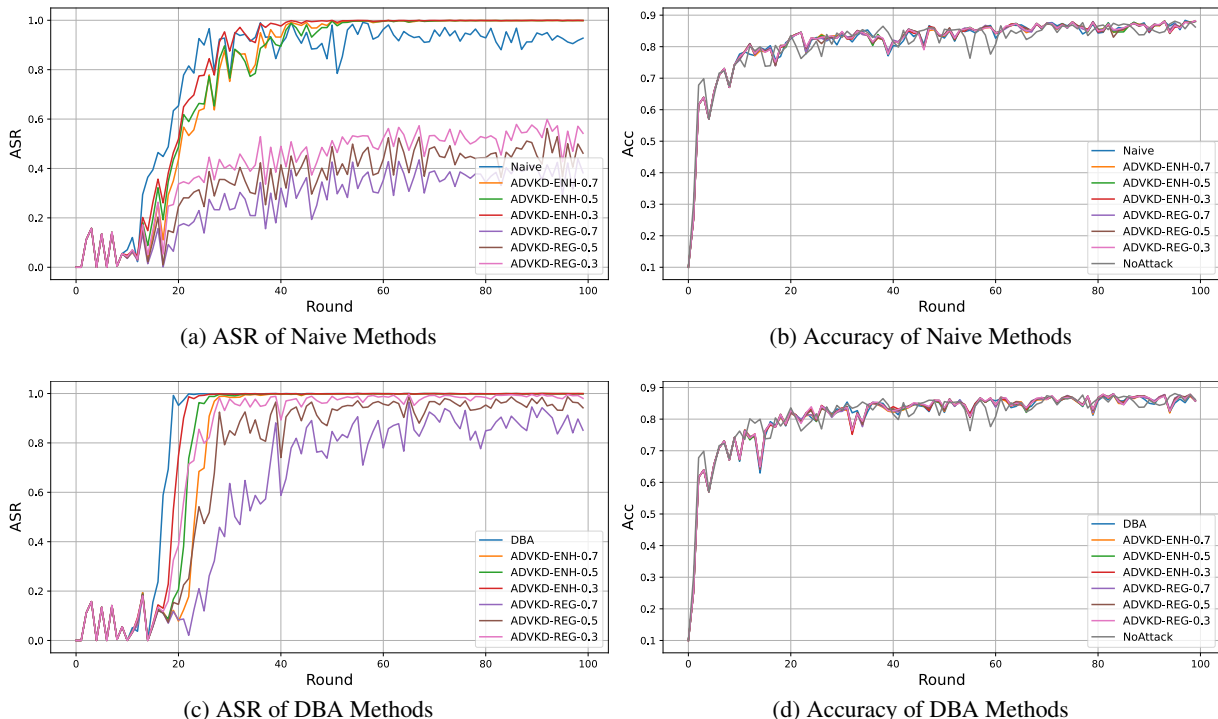 1.0
0.8
0.6
0.4
0.2
0.0
ASR
0
20
40
60
80
100
Round
Naive
ADVKD-ENH-0.7
ADVKD-ENH-0.5
ADVKD-ENH-0.3
ADVKD-REG-0.7
ADVKD-REG-0.5
ADVKD-REG-0.3
(a) ASR of Naive Methods
0.9
0.8
0.7
0.6
0.5
0.4
0.3
0.2
0.1
Acc
0
20
40
60
80
100
Round
Naive
ADVKD-ENH-0.7
ADVKD-ENH-0.5
ADVKD-ENH-0.3
ADVKD-REG-0.7
ADVKD-REG-0.5
ADVKD-REG-0.3
NoAttack
(b) Accuracy of Naive Methods
1.0
0.8
0.6
0.4
0.2
0.0
ASR
0
20
40
60
80
100
Round
DBA
ADVKD-ENH-0.7
ADVKD-ENH-0.5
ADVKD-ENH-0.3
ADVKD-REG-0.7
ADVKD-REG-0.5
ADVKD-REG-0.3
(c) ASR of DBA Methods
0.9
0.8
0.7
0.6
0.5
0.4
0.3
0.2
0.1
Acc
0
20
40
60
80
100
Round
DBA
ADVKD-ENH-0.7
ADVKD-ENH-0.5
ADVKD-ENH-0.3
ADVKD-REG-0.7
ADVKD-REG-0.5
ADVKD-REG-0.3
NoAttack
(d) Accuracy of DBA Methods